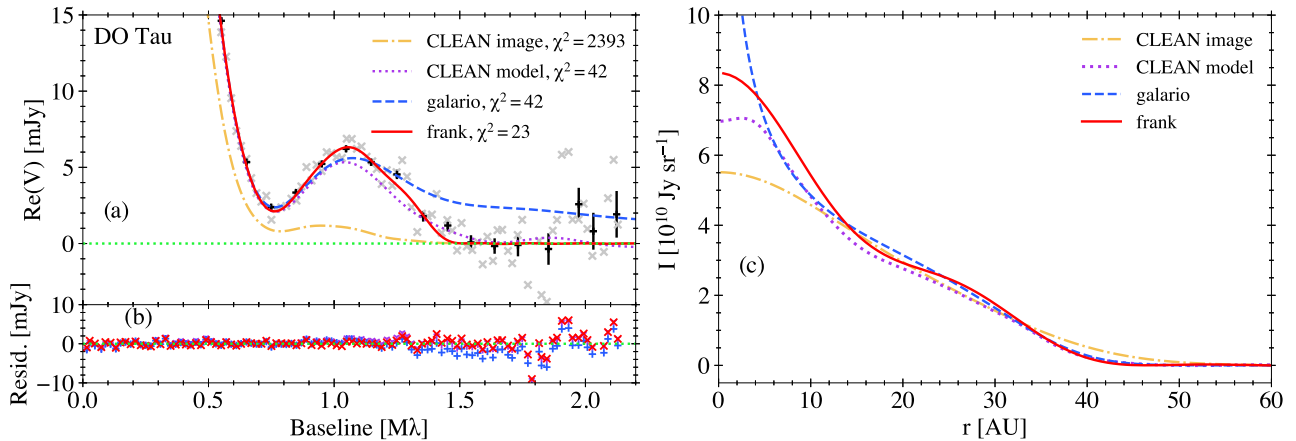 DO Tau
CLEAN image, χ² = 2393
CLEAN model, χ² = 42
galario, χ² = 42
frank, χ² = 23
Re(V) [mJy]
15
10
5
0
(a)
(b)
Resid. [mJy]
10
0
−10
0.0 0.5 1.0 1.5 2.0
Baseline [Mλ]
CLEAN image
CLEAN model
galario
frank
I [10¹⁰ Jy sr⁻¹]
10
8
6
4
2
0
(c)
0 10 20 30 40 50 60
r [AU]